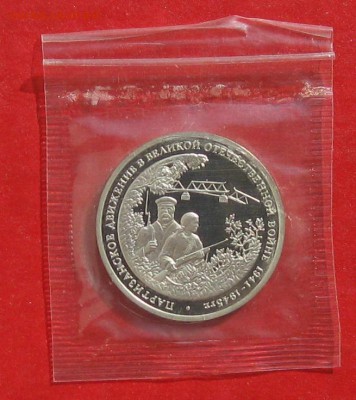 ПАРТИЗАНСКОЕ ДВИЖЕНИЕ В ВЕЛИКОЙ ОТЕЧЕСТВЕННОЙ ВОЙНЕ 1941-1945гг.